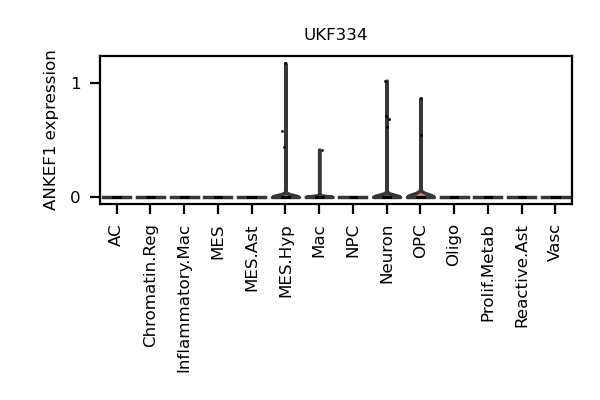 UKF334
ANKEF1 expression
1
0
AC
Chromatin.Reg
Inflammatory.Mac
MES
MES.Ast
MES.Hyp
Mac
NPC
Neuron
OPC
Oligo
Prolif.Metab
Reactive.Ast
Vasc